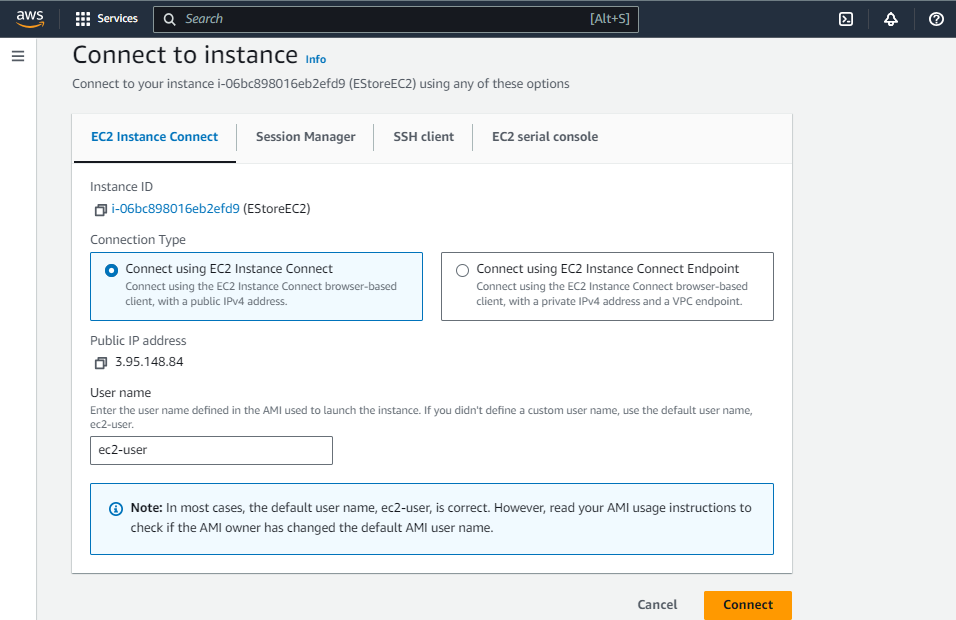 aws
Services
Search
[Alt+S]
Connect to instance Info
Connect to your instance i-06bc898016eb2efd9 (EStoreEC2) using any of these options
EC2 Instance Connect
Session Manager
SSH client
EC2 serial console
Instance ID
i-06bc898016eb2efd9 (EStoreEC2)
Connection Type
Connect using EC2 Instance Connect
Connect using the EC2 Instance Connect browser-based
client, with a public IPv4 address.
Connect using EC2 Instance Connect Endpoint
Connect using the EC2 Instance Connect browser-based
client, with a private IPv4 address and a VPC endpoint.
Public IP address
3.95.148.84
User name
Enter the user name defined in the AMI used to launch the instance. If you didn't define a custom user name, use the default user name,
ec2-user.
ec2-user
Note: In most cases, the default user name, ec2-user, is correct. However, read your AMI usage instructions to
check if the AMI owner has changed the default AMI user name.
Cancel
Connect